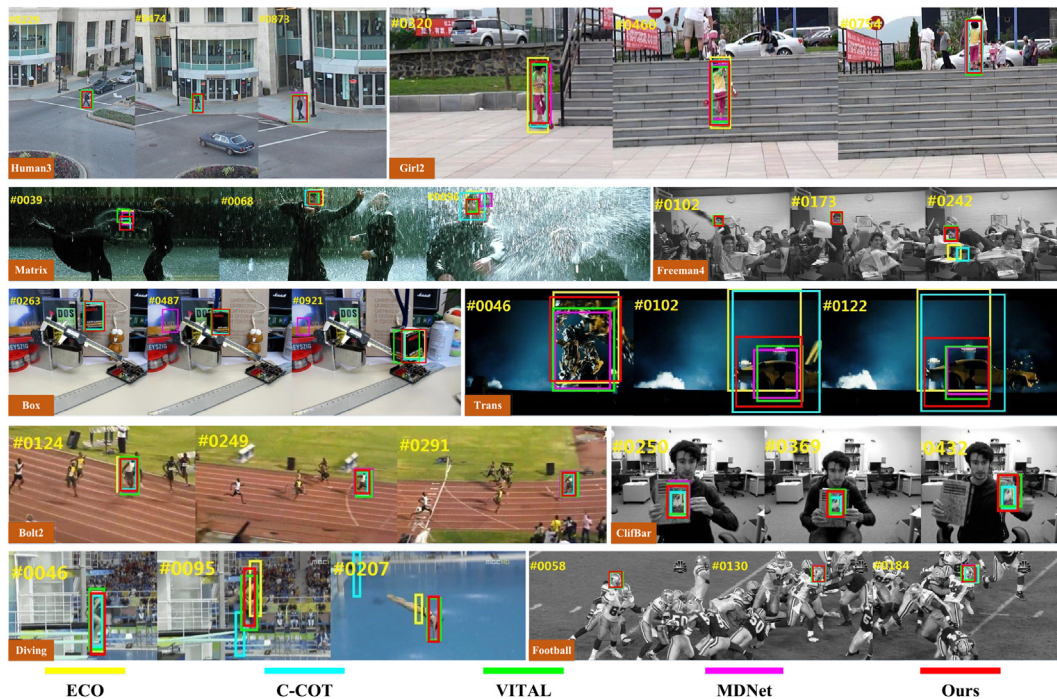 #0474
#0873
Human3
#0220
#0460
#0754
Girl2
#0039
#0068
Matrix
#0102
#0173
#0242
Freeman4
#0263
#0487
#0921
DOS
Box
#0046
#0102
#0122
Trans
#0124
#0249
#0291
Bolt2
#0250
#0369
0432
ClifBar
#0046
#0095
#0207
Diving
#0058
#0130
#0184
Football
ECO
C-COT
VITAL
MDNet
Ours